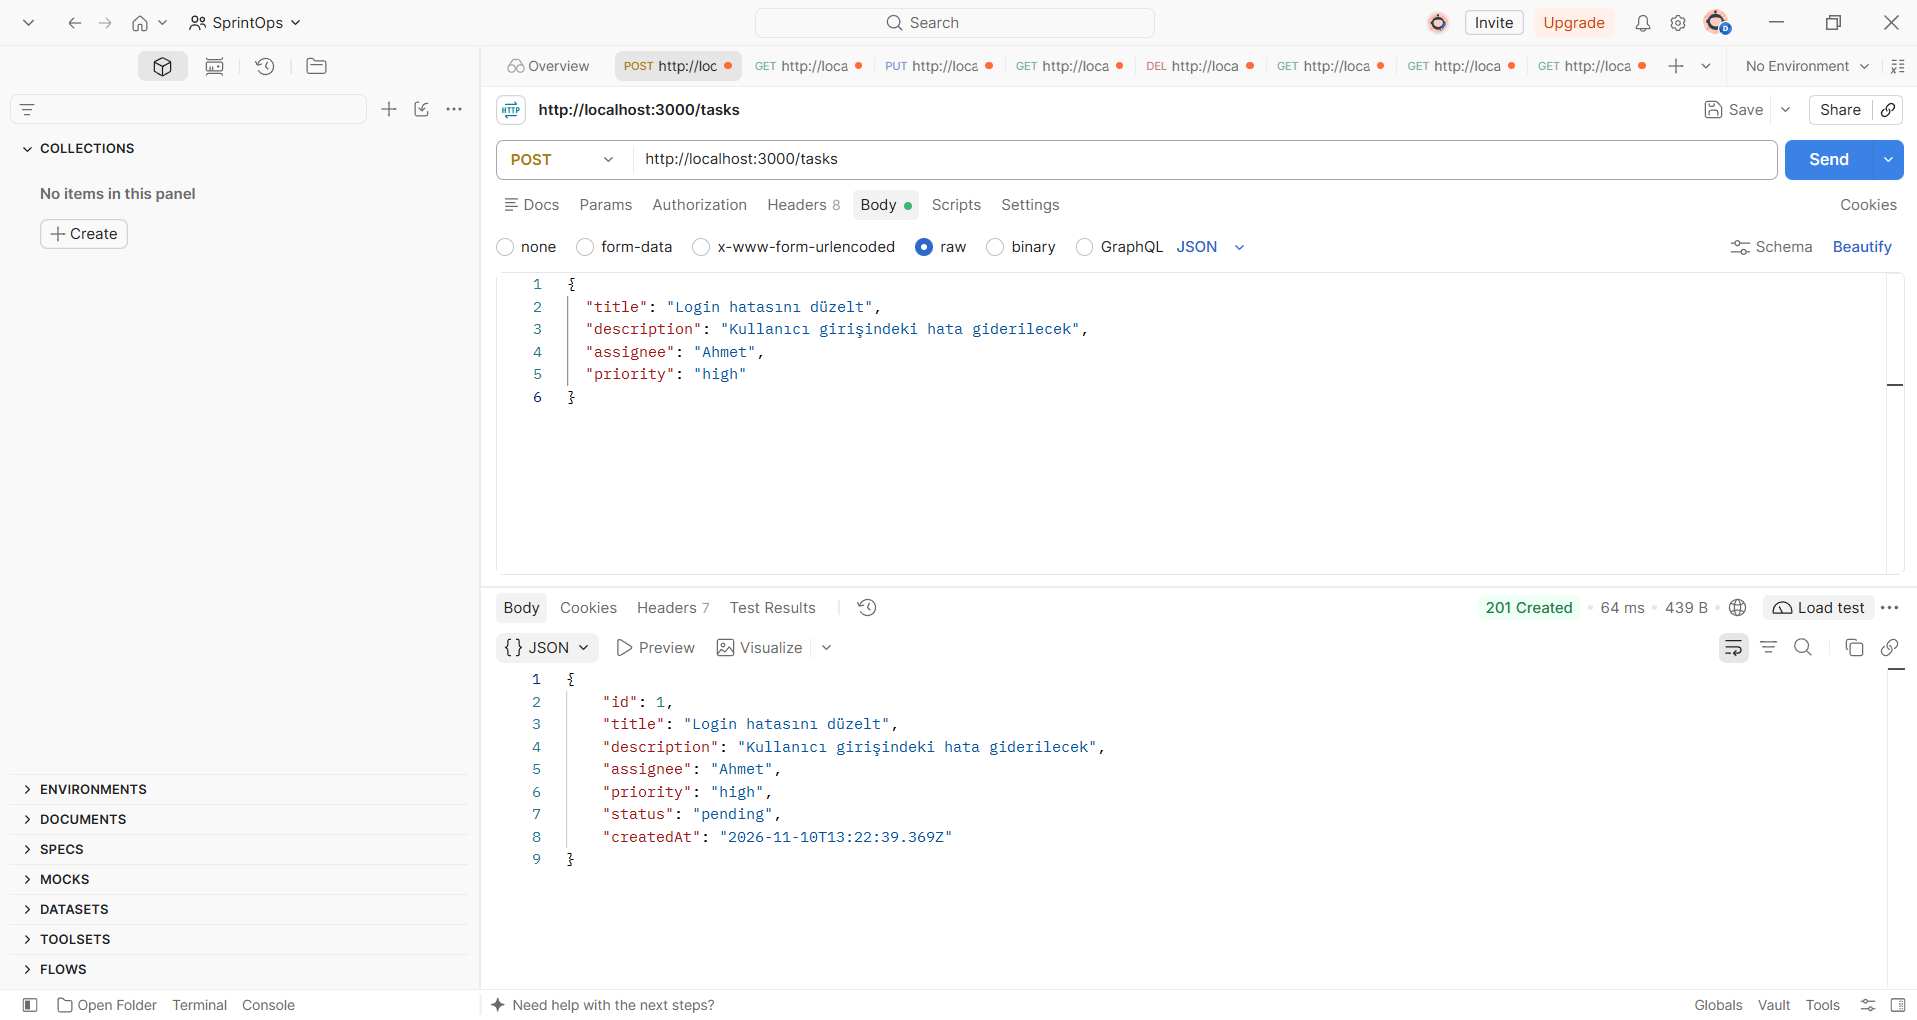 SprintOps
Search
Invite
Upgrade
Overview
POST http://loc
GET http://loca
PUT http://loca
GET http://loca
DEL http://loca
GET http://loca
GET http://loca
GET http://loca
No Environment
HTTP
http://localhost:3000/tasks
Save
Share
COLLECTIONS
No items in this panel
Create
POST
http://localhost:3000/tasks
Send
Docs
Params
Authorization
Headers 8
Body
Scripts
Settings
Cookies
none
form-data
x-www-form-urlencoded
raw
binary
GraphQL
JSON
Schema
Beautify
1 {
2 "title": "Login hatasını düzelt",
3 "description": "Kullanıcı girişindeki hata giderilecek",
4 "assignee": "Ahmet",
5 "priority": "high"
6 }
Body
Cookies
Headers 7
Test Results
201 Created
64 ms
439 B
Load test
{} JSON
Preview
Visualize
1 {
2 "id": 1,
3 "title": "Login hatasını düzelt",
4 "description": "Kullanıcı girişindeki hata giderilecek",
5 "assignee": "Ahmet",
6 "priority": "high",
7 "status": "pending",
8 "createdAt": "2026-11-10T13:22:39.369Z"
9 }
ENVIRONMENTS
DOCUMENTS
SPECS
MOCKS
DATASETS
TOOLSETS
FLOWS
Open Folder
Terminal
Console
Need help with the next steps?
Globals
Vault
Tools